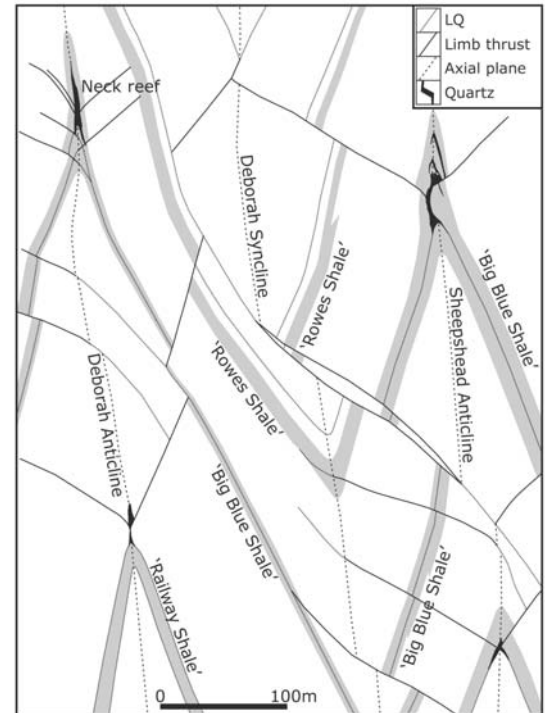 LQ
Limb thrust
Axial plane
Quartz
Neck reef
Deborah Syncline
'Rowes Shale'
'Big Blue Shale'
Sheepshead Anticline
'Rowes Shale'
Deborah Anticline
'Big Blue Shale'
'Big Blue Shale'
'Railway Shale'
0 100m